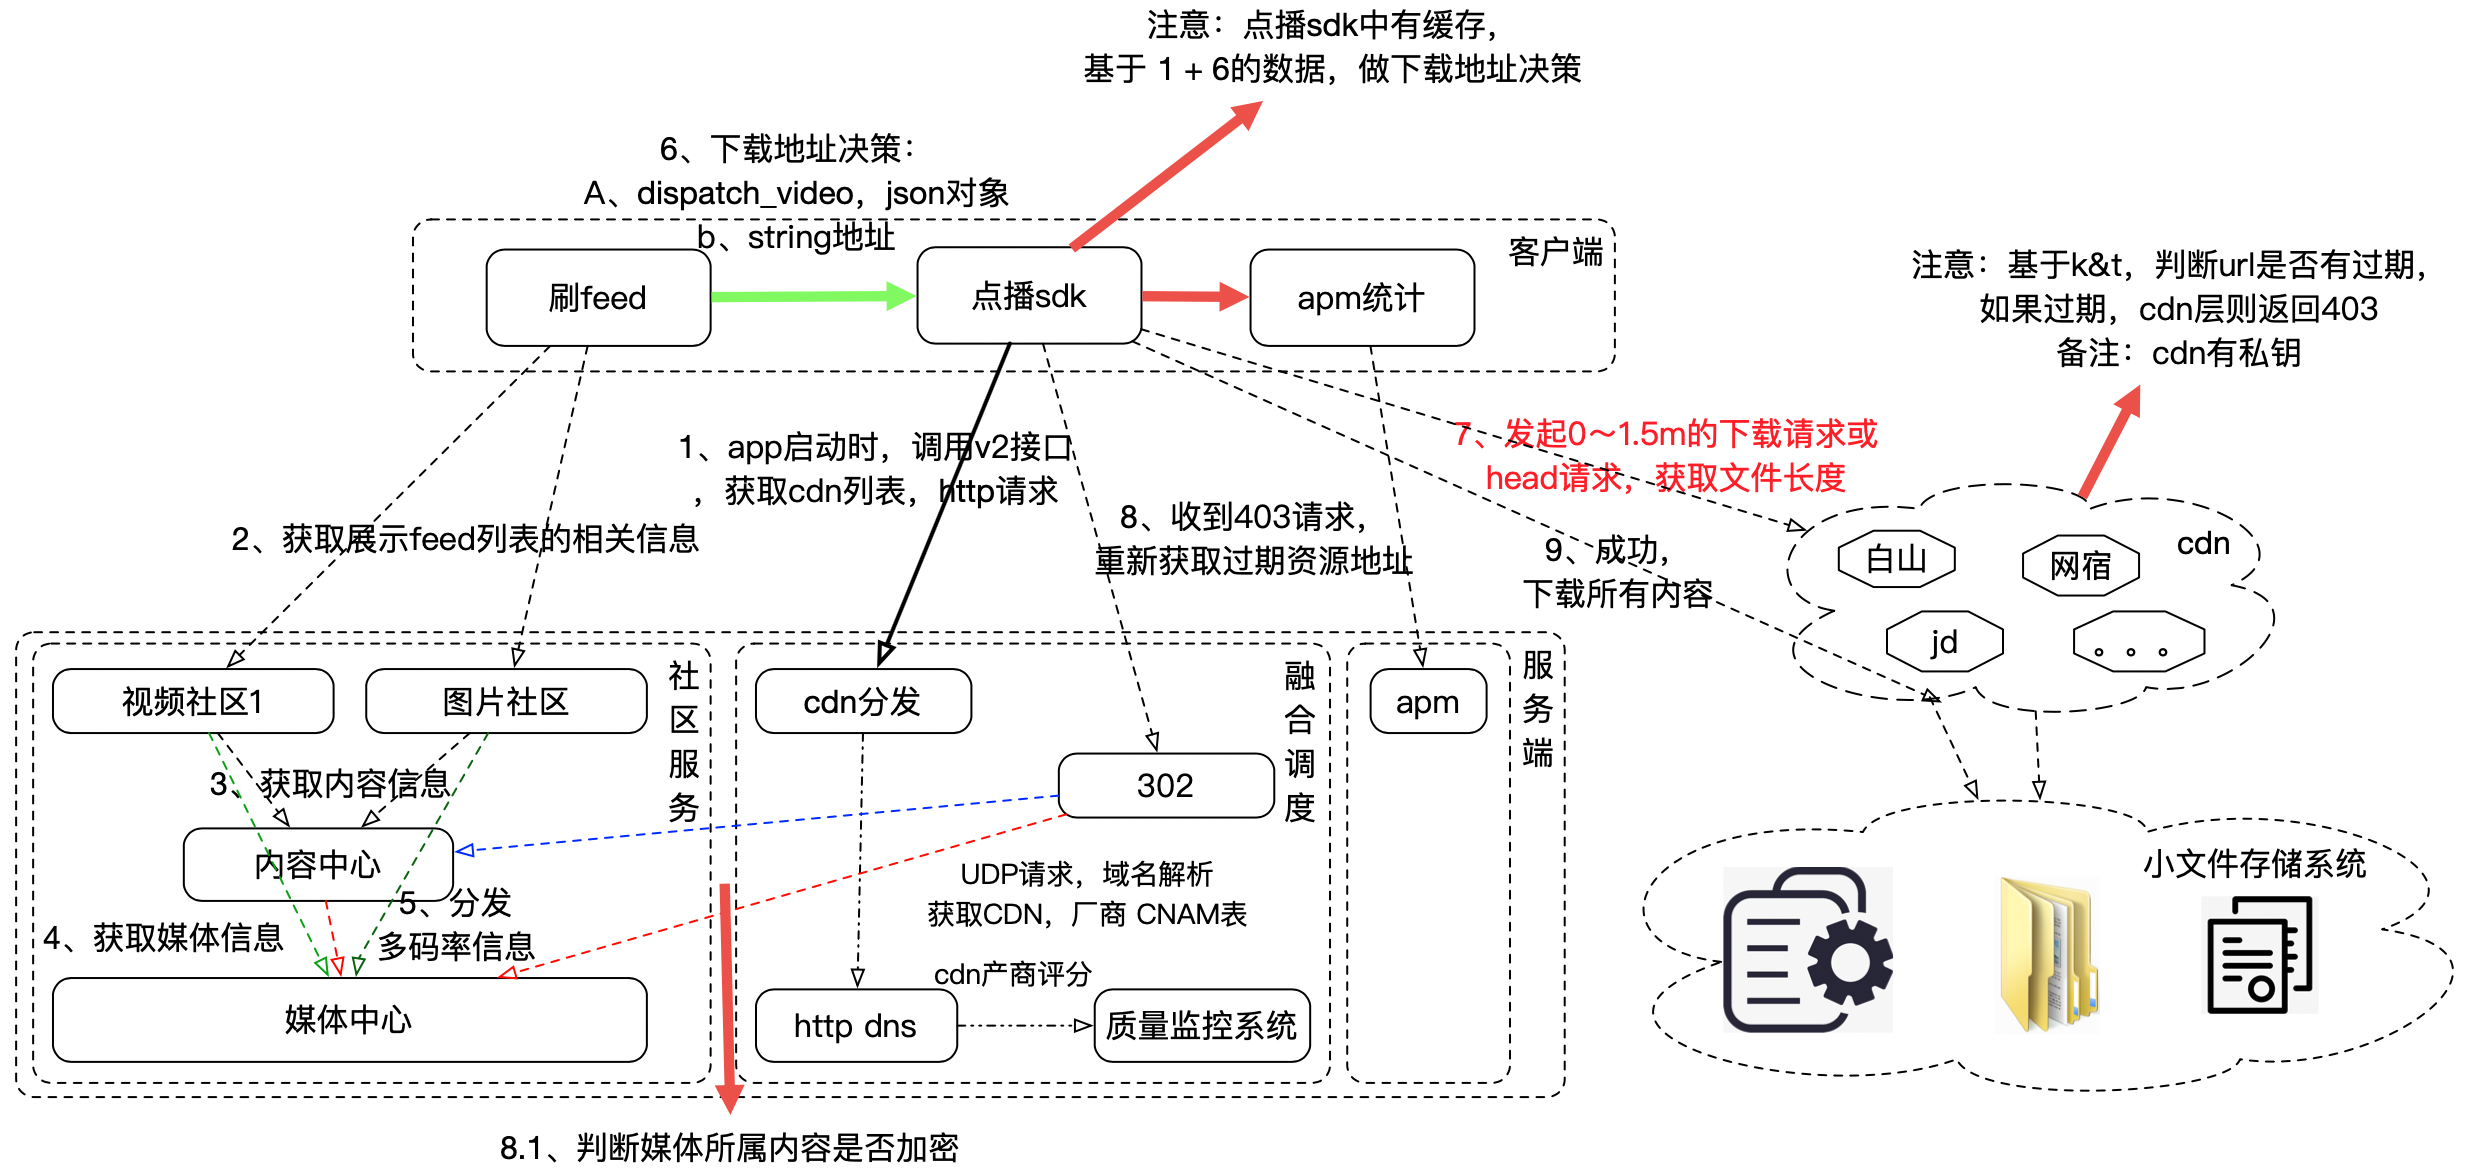 注意：点播sdk中有缓存，
基于 1 + 6的数据，做下载地址决策
6、下载地址决策：
A、dispatch_video，json对象
b、string地址
客户端
刷feed
点播sdk
apm统计
注意：基于k&t，判断url是否有过期，
如果过期，cdn层则返回403
备注：cdn有私钥
1、app启动时，调用v2接口
，获取cdn列表，http请求
7、发起0～1.5m的下载请求或
head请求，获取文件长度
2、获取展示feed列表的相关信息
8、收到403请求，
重新获取过期资源地址
9、成功，
下载所有内容
cdn
白山
网宿
jd
。。。
社区服务
视频社区1
图片社区
融合调度
cdn分发
服务端
apm
302
3、获取内容信息
内容中心
4、获取媒体信息
5、分发
多码率信息
媒体中心
UDP请求，域名解析
获取CDN，厂商 CNAM表
cdn产商评分
http dns
质量监控系统
小文件存储系统
8.1、判断媒体所属内容是否加密